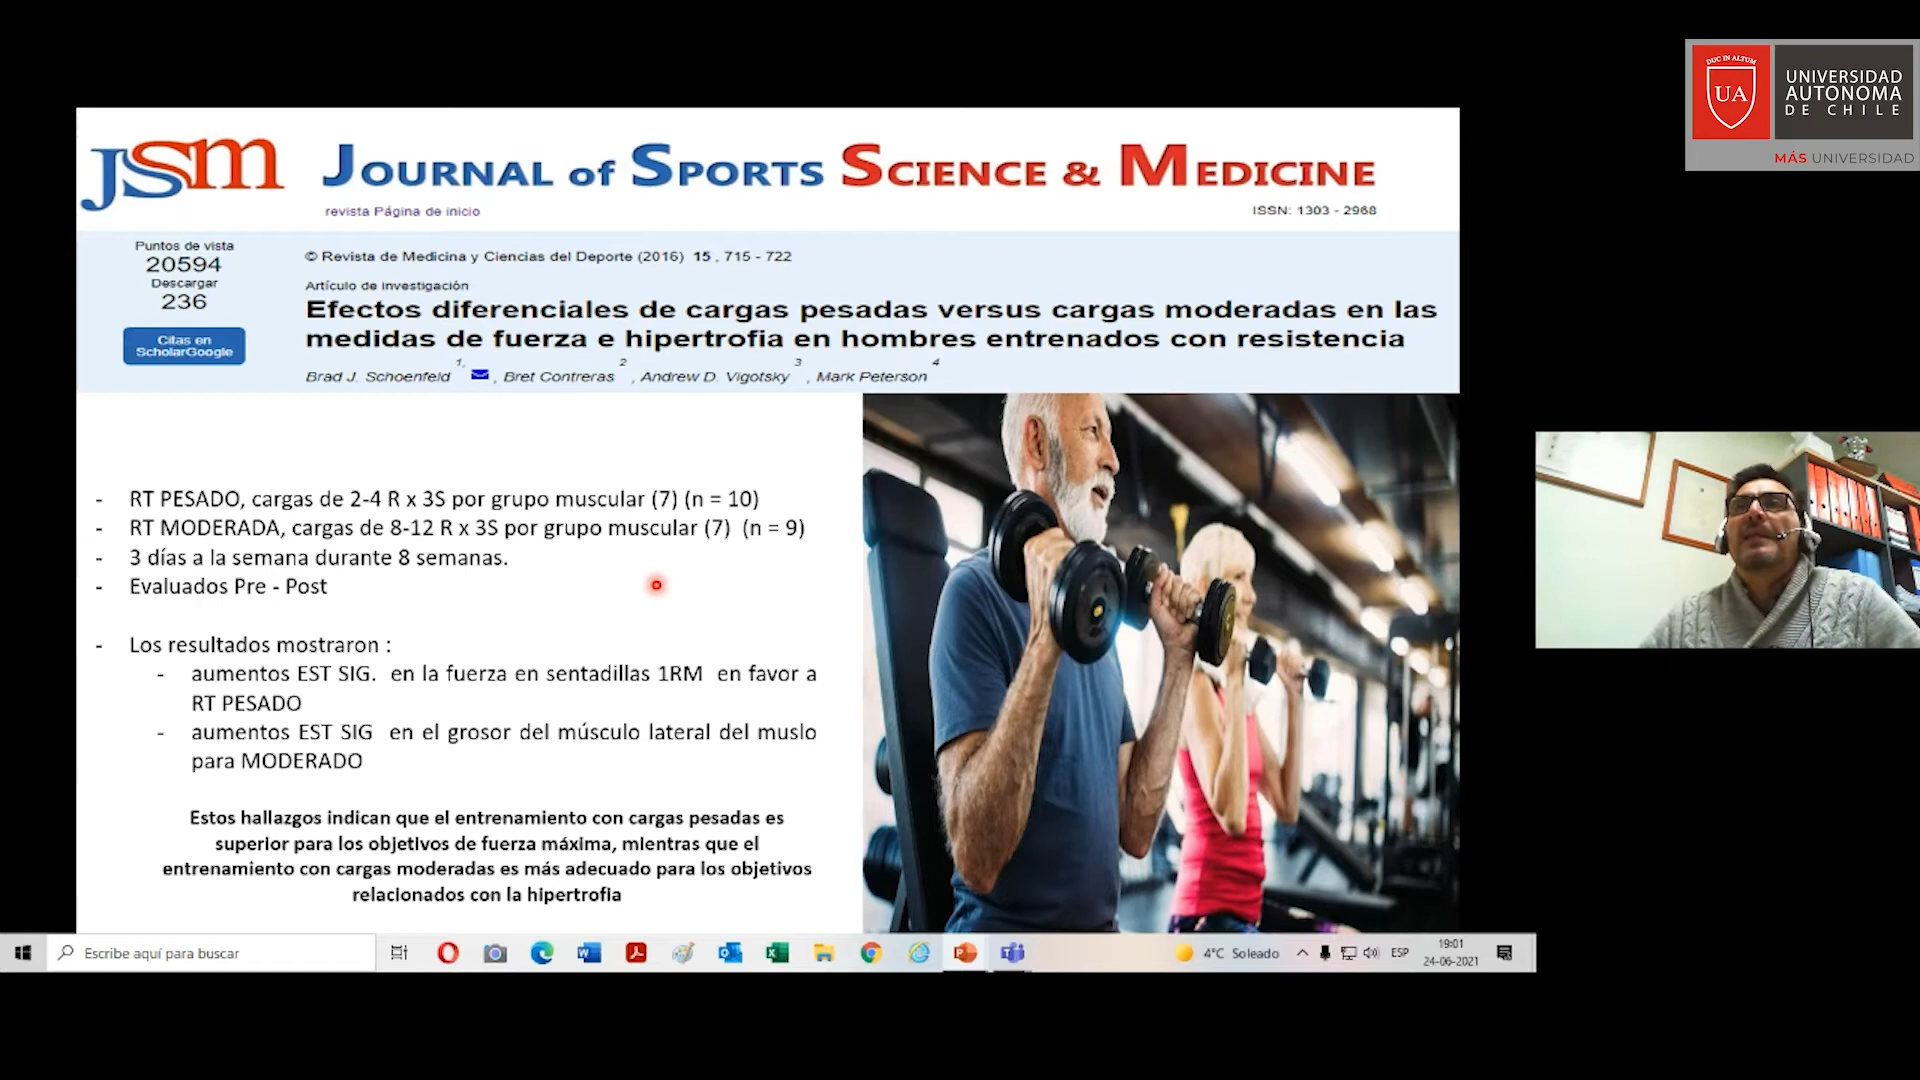 DUC IN ALTUM
UA
UNIVERSIDAD
AUTONOMA
DE CHILE
MÁS UNIVERSIDAD
JSm
JOURNAL of SPORTS SCIENCE & MEDICINE
revista Página de inicio
ISSN: 1303 - 2968
Puntos de vista
20594
Descargar
236
Citas en
ScholarGoogle
© Revista de Medicina y Ciencias del Deporte (2016) 15 , 715 - 722
Artículo de investigación
Efectos diferenciales de cargas pesadas versus cargas moderadas en las
medidas de fuerza e hipertrofia en hombres entrenados con resistencia
Brad J. Schoenfeld 1, , Bret Contreras 2 , Andrew D. Vigotsky 3 , Mark Peterson 4
- RT PESADO, cargas de 2-4 R x 3S por grupo muscular (7) (n = 10)
- RT MODERADA, cargas de 8-12 R x 3S por grupo muscular (7) (n = 9)
- 3 días a la semana durante 8 semanas.
- Evaluados Pre - Post
- Los resultados mostraron :
- aumentos EST SIG. en la fuerza en sentadillas 1RM en favor a
RT PESADO
- aumentos EST SIG en el grosor del músculo lateral del muslo
para MODERADO
Estos hallazgos indican que el entrenamiento con cargas pesadas es
superior para los objetivos de fuerza máxima, mientras que el
entrenamiento con cargas moderadas es más adecuado para los objetivos
relacionados con la hipertrofia
Escribe aquí para buscar
4°C Soleado
ESP
19:01
24-06-2021